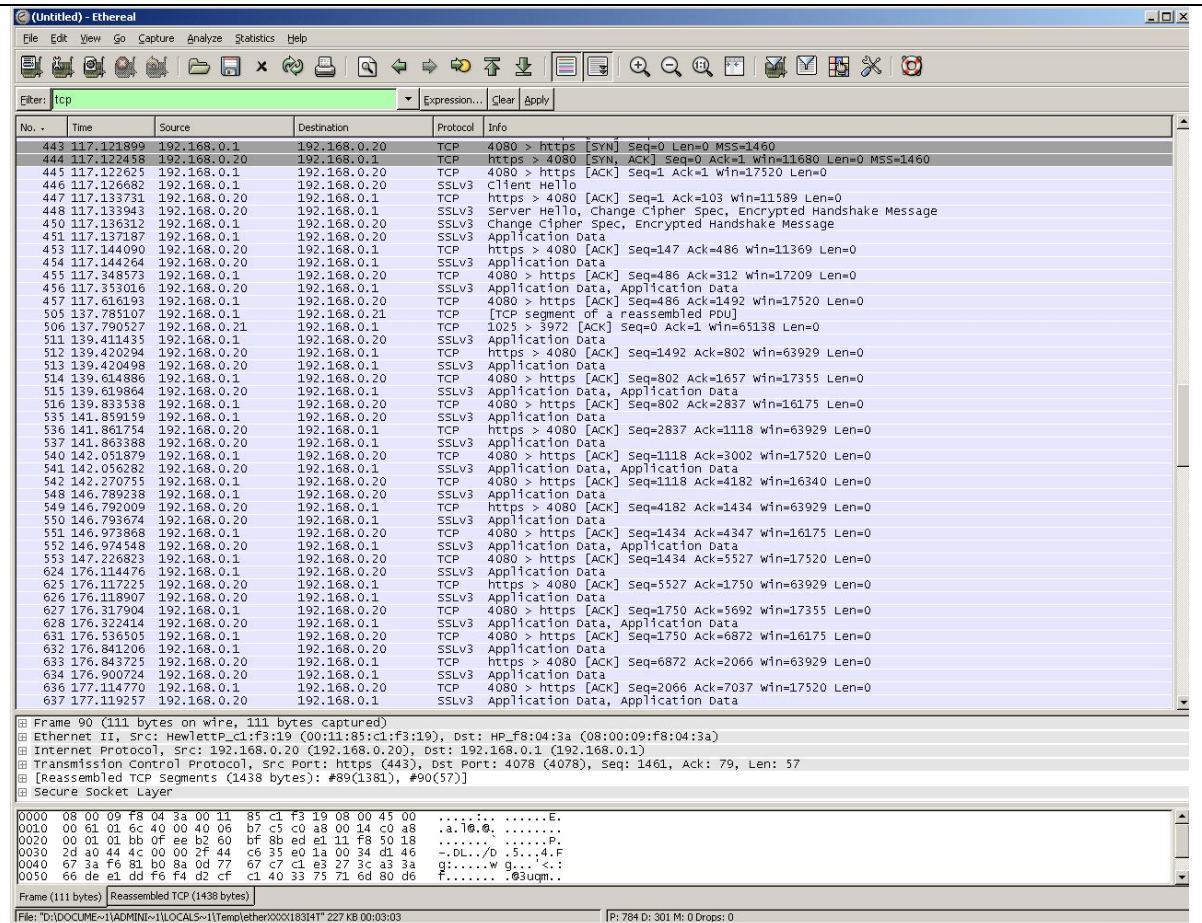 (Untitled) - Ethereal
File Edit View Go Capture Analyze Statistics Help
Filter: tcp Expression... Clear Apply
No. . Time Source Destination Protocol Info
443 117.121899 192.168.0.1 192.168.0.20 TCP 4080 > https [SYN] Seq=0 Len=0 MSS=1460
444 117.122458 192.168.0.20 192.168.0.1 TCP https > 4080 [SYN, ACK] Seq=0 Ack=1 Win=11680 Len=0 MSS=1460
445 117.122625 192.168.0.1 192.168.0.20 TCP 4080 > https [ACK] Seq=1 Ack=1 Win=17520 Len=0
446 117.126682 192.168.0.1 192.168.0.20 SSLv3 Client Hello
447 117.133731 192.168.0.20 192.168.0.1 TCP https > 4080 [ACK] Seq=1 Ack=103 Win=11589 Len=0
448 117.133943 192.168.0.20 192.168.0.1 SSLv3 Server Hello, Change Cipher Spec, Encrypted Handshake Message
450 117.136312 192.168.0.1 192.168.0.20 SSLv3 Change Cipher Spec, Encrypted Handshake Message
451 117.137187 192.168.0.1 192.168.0.20 SSLv3 Application Data
453 117.144090 192.168.0.20 192.168.0.1 TCP https > 4080 [ACK] Seq=147 Ack=486 Win=11369 Len=0
454 117.144264 192.168.0.20 192.168.0.1 SSLv3 Application Data
455 117.348573 192.168.0.1 192.168.0.20 TCP 4080 > https [ACK] Seq=486 Ack=312 Win=17209 Len=0
456 117.353016 192.168.0.20 192.168.0.1 SSLv3 Application Data, Application Data
457 117.616193 192.168.0.1 192.168.0.20 TCP 4080 > https [ACK] Seq=486 Ack=1492 Win=17520 Len=0
505 137.785107 192.168.0.1 192.168.0.21 TCP [TCP segment of a reassembled PDU]
506 137.790527 192.168.0.21 192.168.0.1 TCP 1025 > 3972 [ACK] Seq=0 Ack=1 Win=65138 Len=0
511 139.411435 192.168.0.1 192.168.0.20 SSLv3 Application Data
512 139.420294 192.168.0.20 192.168.0.1 TCP https > 4080 [ACK] Seq=1492 Ack=802 Win=63929 Len=0
513 139.420498 192.168.0.20 192.168.0.1 SSLv3 Application Data
514 139.614886 192.168.0.1 192.168.0.20 TCP 4080 > https [ACK] Seq=802 Ack=1657 Win=17355 Len=0
515 139.619864 192.168.0.20 192.168.0.1 SSLv3 Application Data, Application Data
516 139.833538 192.168.0.1 192.168.0.20 TCP 4080 > https [ACK] Seq=802 Ack=2837 Win=16175 Len=0
535 141.859159 192.168.0.1 192.168.0.20 SSLv3 Application Data
536 141.861754 192.168.0.20 192.168.0.1 TCP https > 4080 [ACK] Seq=2837 Ack=1118 Win=63929 Len=0
537 141.863388 192.168.0.20 192.168.0.1 SSLv3 Application Data
540 142.051879 192.168.0.1 192.168.0.20 TCP 4080 > https [ACK] Seq=1118 Ack=3002 Win=17520 Len=0
541 142.056282 192.168.0.20 192.168.0.1 SSLv3 Application Data, Application Data
542 142.270755 192.168.0.1 192.168.0.20 TCP 4080 > https [ACK] Seq=1118 Ack=4182 Win=16340 Len=0
548 146.789238 192.168.0.1 192.168.0.20 SSLv3 Application Data
549 146.792009 192.168.0.20 192.168.0.1 TCP https > 4080 [ACK] Seq=4182 Ack=1434 Win=63929 Len=0
550 146.793674 192.168.0.20 192.168.0.1 SSLv3 Application Data
551 146.973868 192.168.0.1 192.168.0.20 TCP 4080 > https [ACK] Seq=1434 Ack=4347 Win=16175 Len=0
552 146.974548 192.168.0.20 192.168.0.1 SSLv3 Application Data, Application Data
553 147.226823 192.168.0.1 192.168.0.20 TCP 4080 > https [ACK] Seq=1434 Ack=5527 Win=17520 Len=0
624 176.114476 192.168.0.1 192.168.0.20 SSLv3 Application Data
625 176.117225 192.168.0.20 192.168.0.1 TCP https > 4080 [ACK] Seq=5527 Ack=1750 Win=63929 Len=0
626 176.118907 192.168.0.20 192.168.0.1 SSLv3 Application Data
627 176.317904 192.168.0.1 192.168.0.20 TCP 4080 > https [ACK] Seq=1750 Ack=5692 Win=17355 Len=0
628 176.322414 192.168.0.20 192.168.0.1 SSLv3 Application Data, Application Data
631 176.536505 192.168.0.1 192.168.0.20 TCP 4080 > https [ACK] Seq=1750 Ack=6872 Win=16175 Len=0
632 176.841206 192.168.0.1 192.168.0.20 SSLv3 Application Data
633 176.843725 192.168.0.20 192.168.0.1 TCP https > 4080 [ACK] Seq=6872 Ack=2066 Win=63929 Len=0
634 176.900724 192.168.0.20 192.168.0.1 SSLv3 Application Data
636 177.114770 192.168.0.1 192.168.0.20 TCP 4080 > https [ACK] Seq=2066 Ack=7037 Win=17520 Len=0
637 177.119257 192.168.0.20 192.168.0.1 SSLv3 Application Data, Application Data
Frame 90 (111 bytes on wire, 111 bytes captured)
Ethernet II, Src: HewlettP_c1:f3:19 (00:11:85:c1:f3:19), Dst: HP_f8:04:3a (08:00:09:f8:04:3a)
Internet Protocol, Src: 192.168.0.20 (192.168.0.20), Dst: 192.168.0.1 (192.168.0.1)
Transmission Control Protocol, Src Port: https (443), Dst Port: 4078 (4078), Seq: 1461, Ack: 79, Len: 57
[Reassembled TCP Segments (1438 bytes): #89(1381), #90(57)]
Secure Socket Layer
0000 08 00 09 f8 04 3a 00 11 85 c1 f3 19 08 00 45 00 .....:.. ......E.
0010 00 61 01 6c 40 00 40 06 b7 c5 c0 a8 00 14 c0 a8 .a.l@.@. ........
0020 00 01 01 bb 0f ee b2 60 bf 8b ed e1 11 f8 50 18 .......` ......P.
0030 2d a0 44 4c 00 00 2f 44 c6 35 e0 1a 00 34 d1 46 -.DL../D .5...4.F
0040 67 3a f6 81 b0 8a 0d 77 67 c7 c1 e3 27 3c a3 3a g:.....w g...'<.:
0050 66 de e1 dd f6 f4 d2 cf c1 40 33 75 71 6d 80 d6 f....... .@3uqm..
Frame (111 bytes) Reassembled TCP (1438 bytes)
File: "D:\DOCUME~1\ADMINI~1\LOCALS~1\Temp\etherXXXX183I4T" 227 KB 00:03:03 P: 784 D: 301 M: 0 Drops: 0